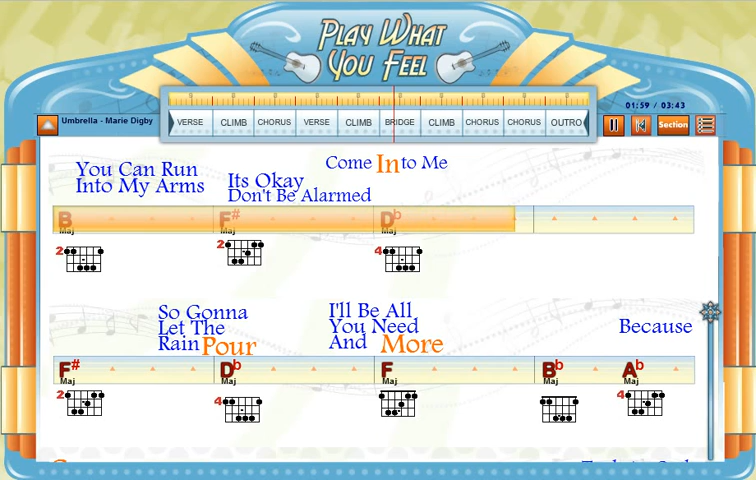 Play What
You Feel
01:59 / 03:43
Umbrella - Marie Digby
VERSE CLIMB CHORUS VERSE CLIMB BRIDGE CLIMB CHORUS CHORUS OUTRO
Section
You Can Run
Into My Arms
Its Okay
Don't Be Alarmed
Come Into Me
B F# Db
Maj Maj Maj
2 2 4
So Gonna
Let The
Rain Pour
I'll Be All
You Need
And More
Because
F# Db F Bb Ab
Maj Maj Maj Maj Maj
2 4 4